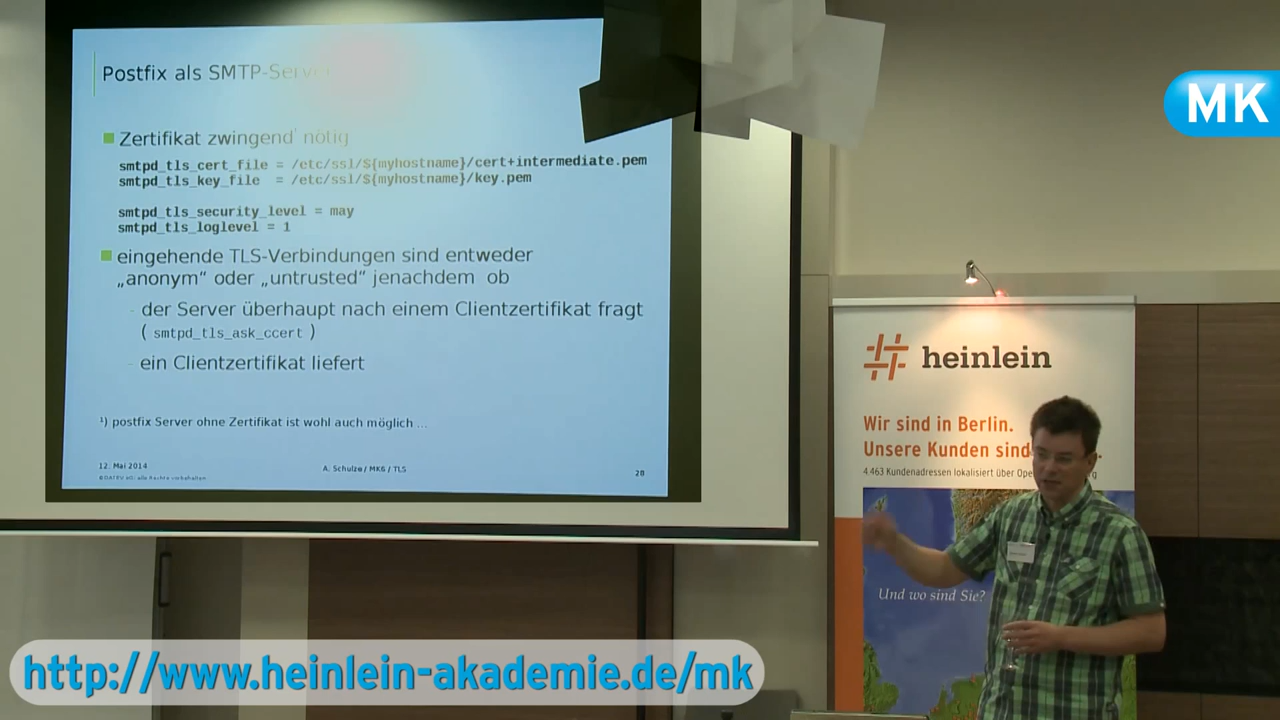 Postfix als SMTP-Server
Zertifikat zwingend¹ nötig
smtpd_tls_cert_file = /etc/ssl/${myhostname}/cert+intermediate.pem
smtpd_tls_key_file = /etc/ssl/${myhostname}/key.pem
smtpd_tls_security_level = may
smtpd_tls_loglevel = 1
eingehende TLS-Verbindungen sind entweder
„anonym“ oder „untrusted“ jenachdem ob
- der Server überhaupt nach einem Clientzertifikat fragt
( smtpd_tls_ask_ccert )
- ein Clientzertifikat liefert
¹) postfix Server ohne Zertifikat ist wohl auch möglich ...
12. Mai 2014
A. Schulze / MK6 / TLS
28
©DATEV eG; alle Rechte vorbehalten
MK
heinlein
Wir sind in Berlin.
Unsere Kunden sind
4.463 Kundenadressen lokalisiert über
Und wo sind Sie?
http://www.heinlein-akademie.de/mk